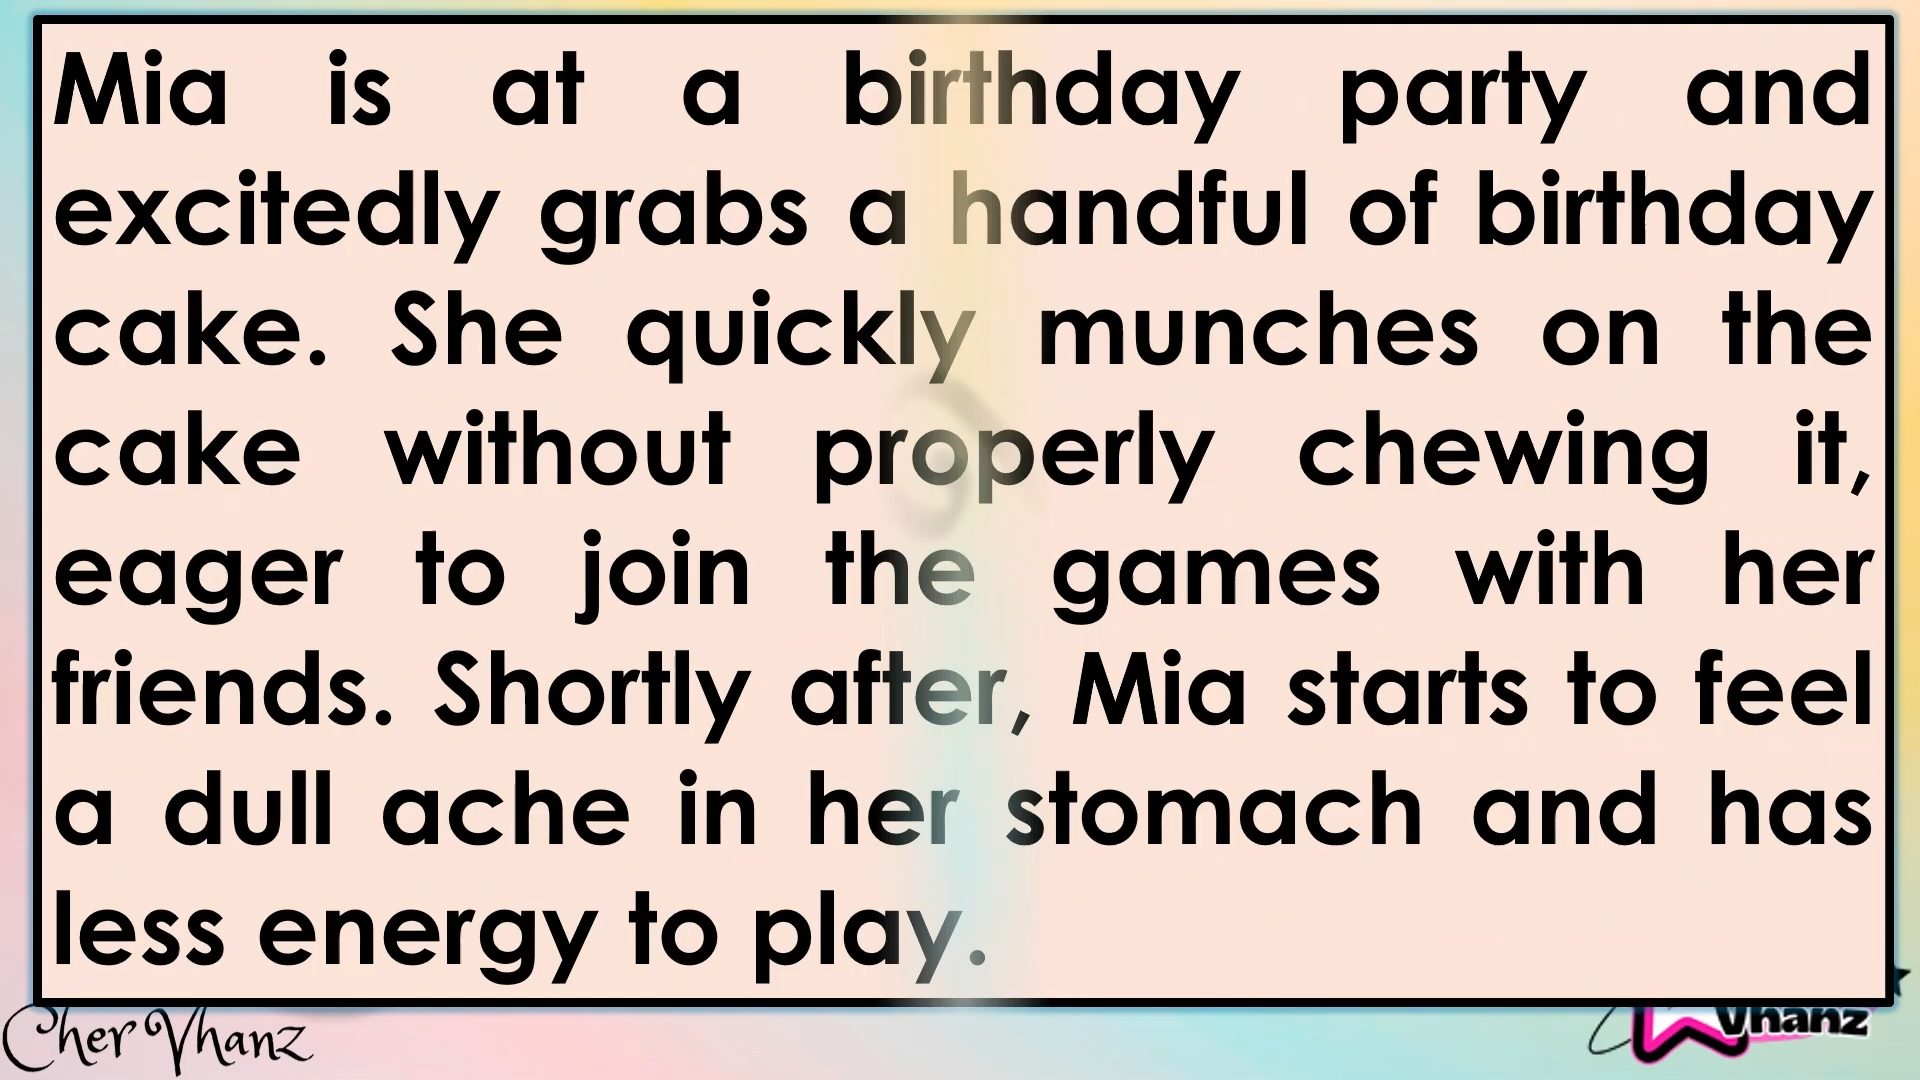 Mia is at a birthday party and
excitedly grabs a handful of birthday
cake. She quickly munches on the
cake without properly chewing it,
eager to join the games with her
friends. Shortly after, Mia starts to feel
a dull ache in her stomach and has
less energy to play.
Cher Vhanz
Vhanz